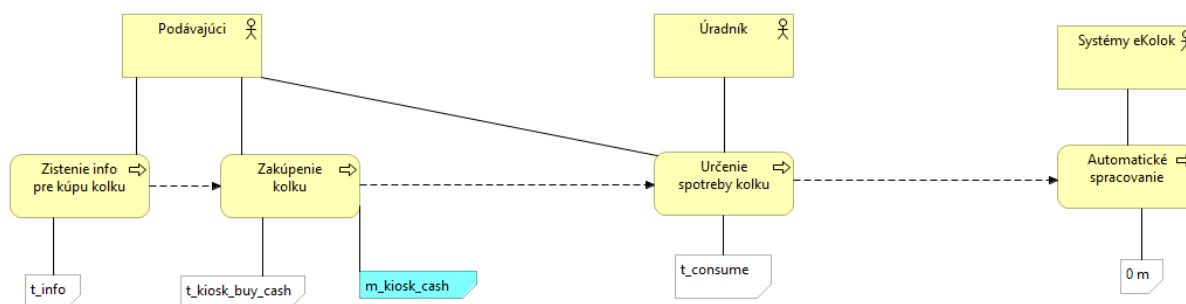 Podávajúci
Úradník
Systémy eKolok
Zistenie info
pre kúpu kolku
Zakúpenie
kolku
Určenie
spotreby kolku
Automatické
spracovanie
t_info
t_kiosk_buy_cash
m_kiosk_cash
t_consume
0 m